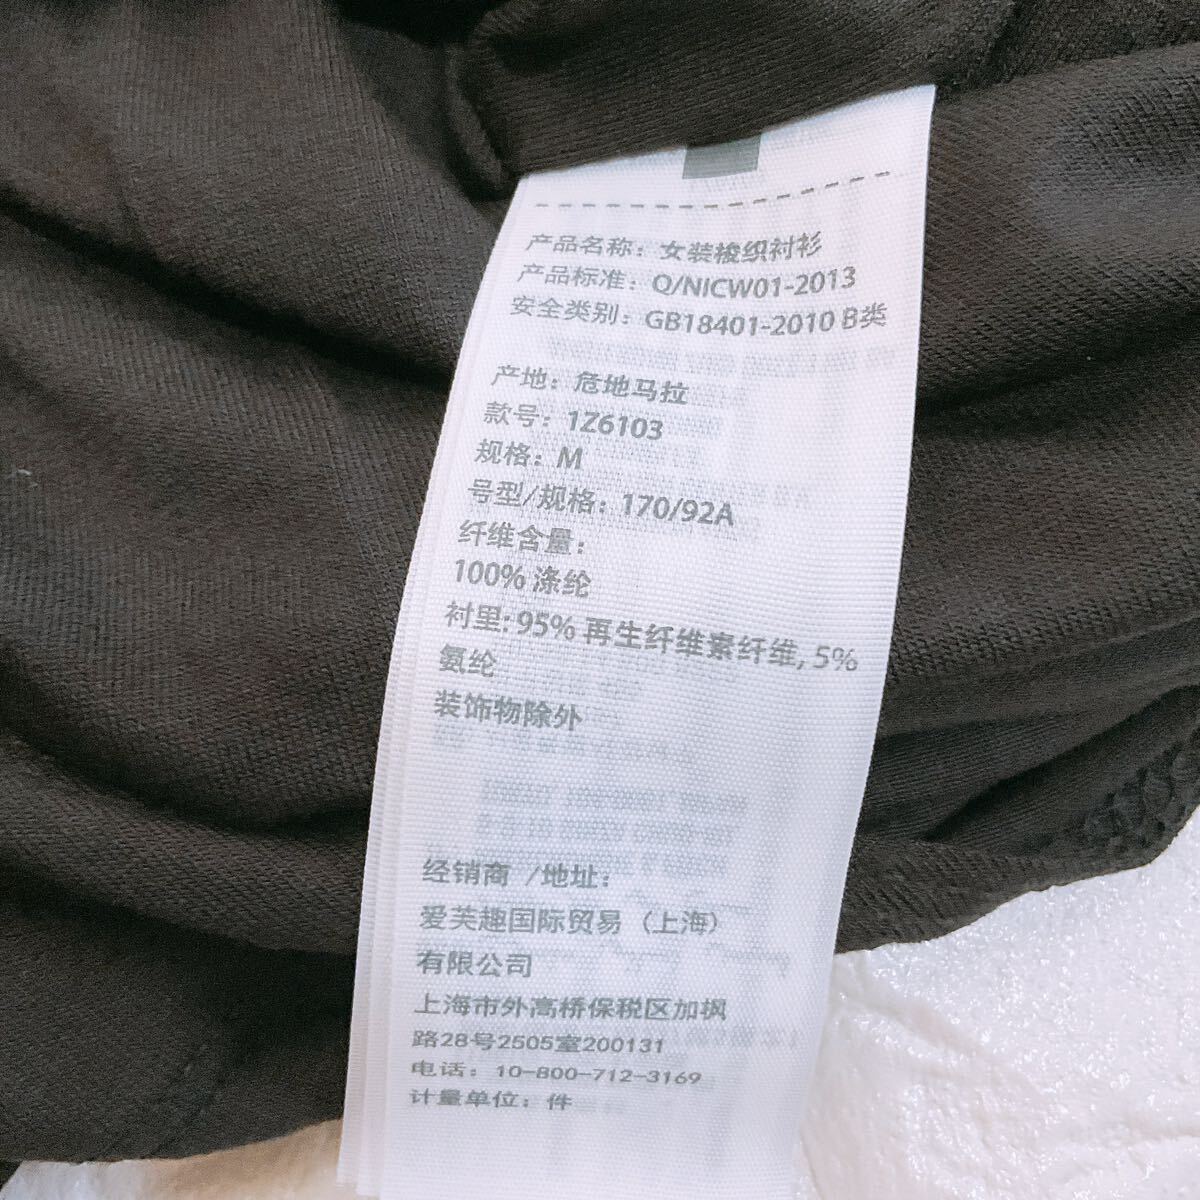 产品名称：女装梭织衬衫
产品标准：Q/NICW01-2013
安全类别：GB18401-2010 B类
产地：危地马拉
款号：1Z6103
规格：M
号型/规格：170/92A
纤维含量：
100% 涤纶
衬里：95% 再生纤维素纤维, 5%
氨纶
装饰物除外
经销商 /地址：
爱芙趣国际贸易（上海）
有限公司
上海市外高桥保税区加枫
路28号2505室200131
电话：10-800-712-3169
计量单位：件